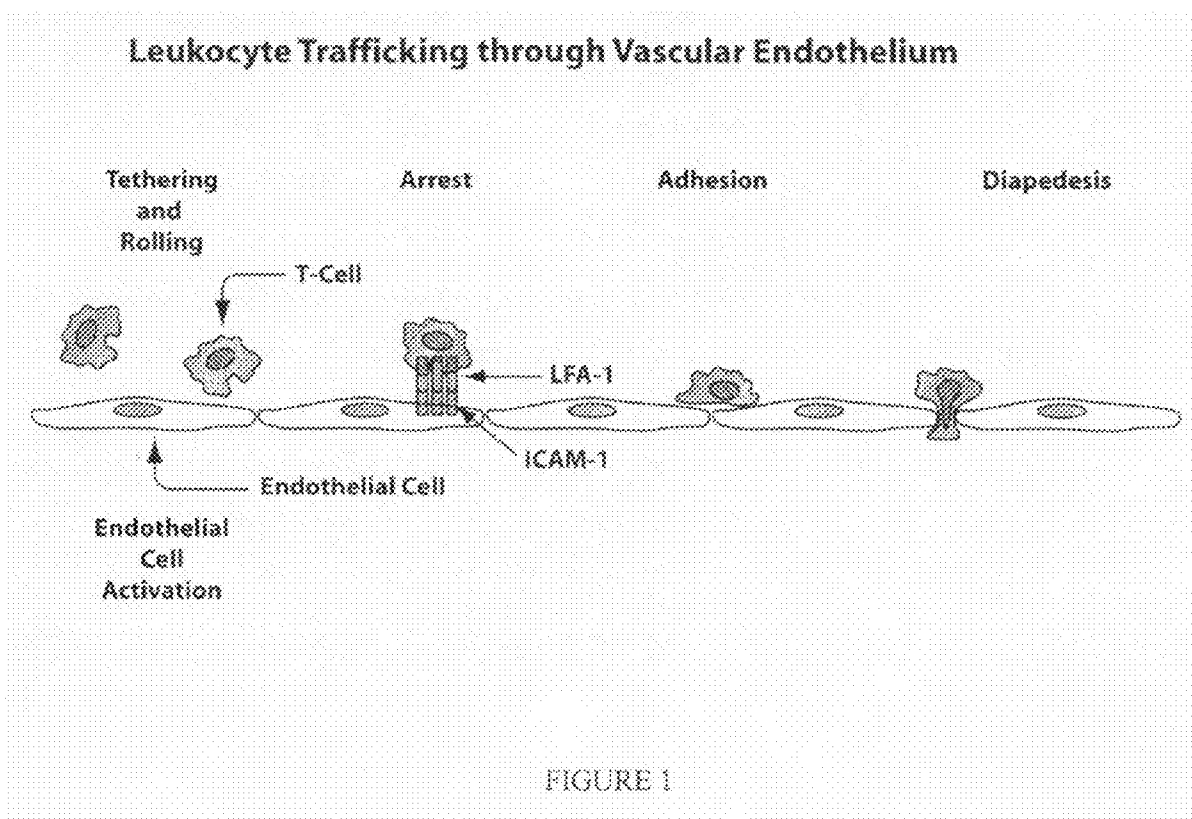 Leukocyte Trafficking through Vascular Endothelium
Tethering
and
Rolling
Arrest
Adhesion
Diapedesis
T-Cell
LFA-1
ICAM-1
Endothelial Cell
Endothelial
Cell
Activation
FIGURE 1